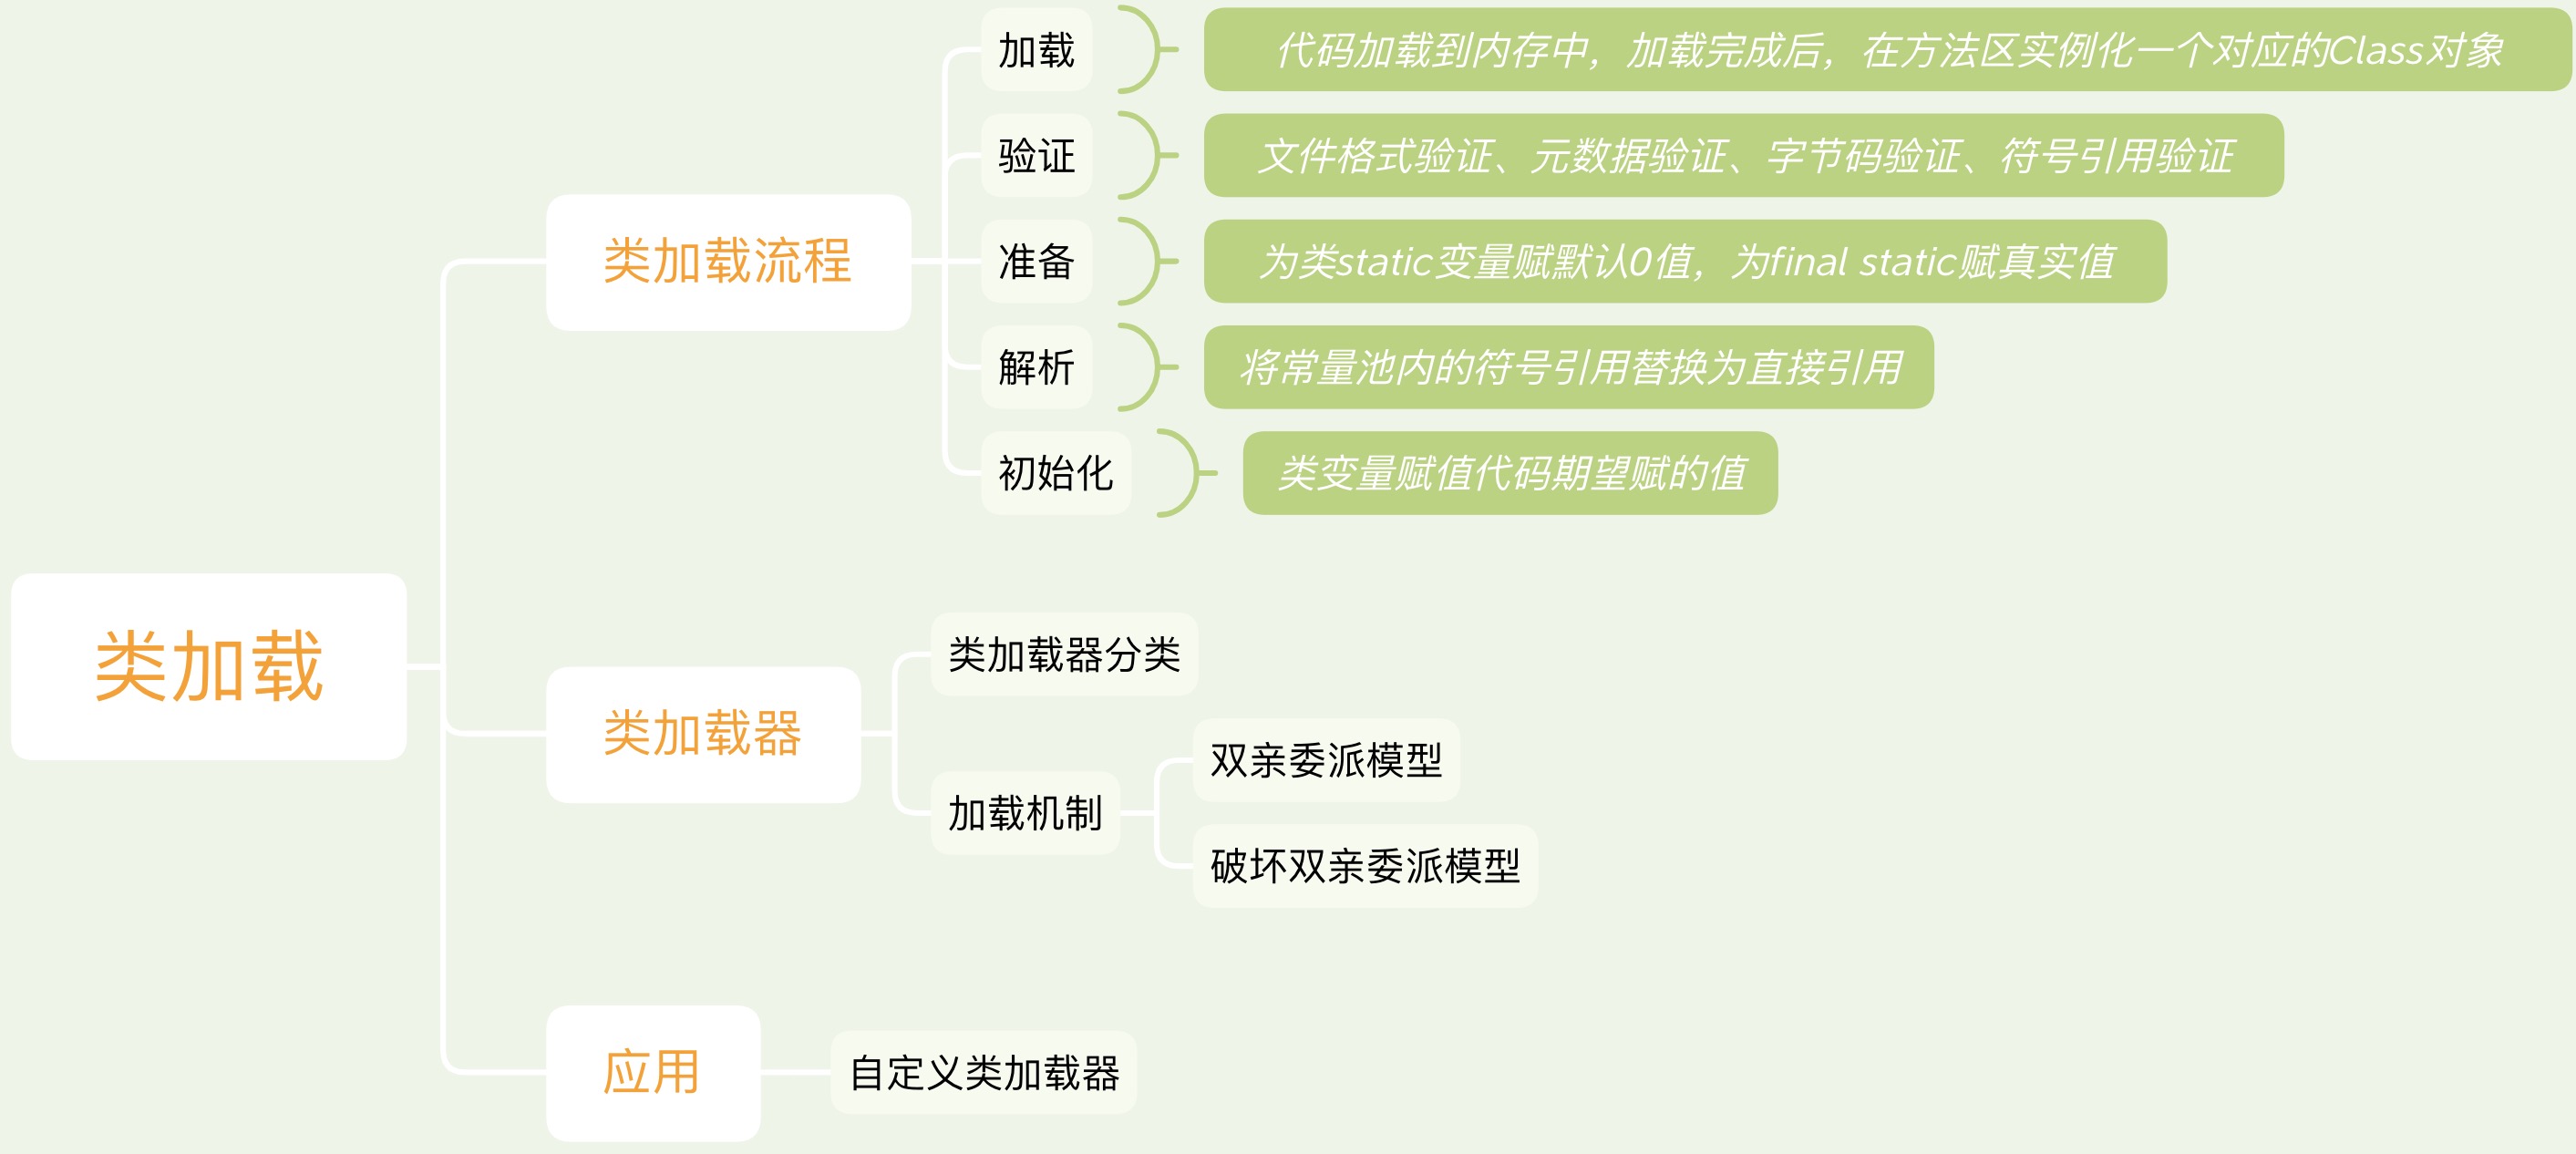 类加载
类加载流程
加载
代码加载到内存中，加载完成后，在方法区实例化一个对应的Class对象
验证
文件格式验证、元数据验证、字节码验证、符号引用验证
准备
为类static变量赋默认0值，为final static赋真实值
解析
将常量池内的符号引用替换为直接引用
初始化
类变量赋值代码期望赋的值
类加载器
类加载器分类
加载机制
双亲委派模型
破坏双亲委派模型
应用
自定义类加载器